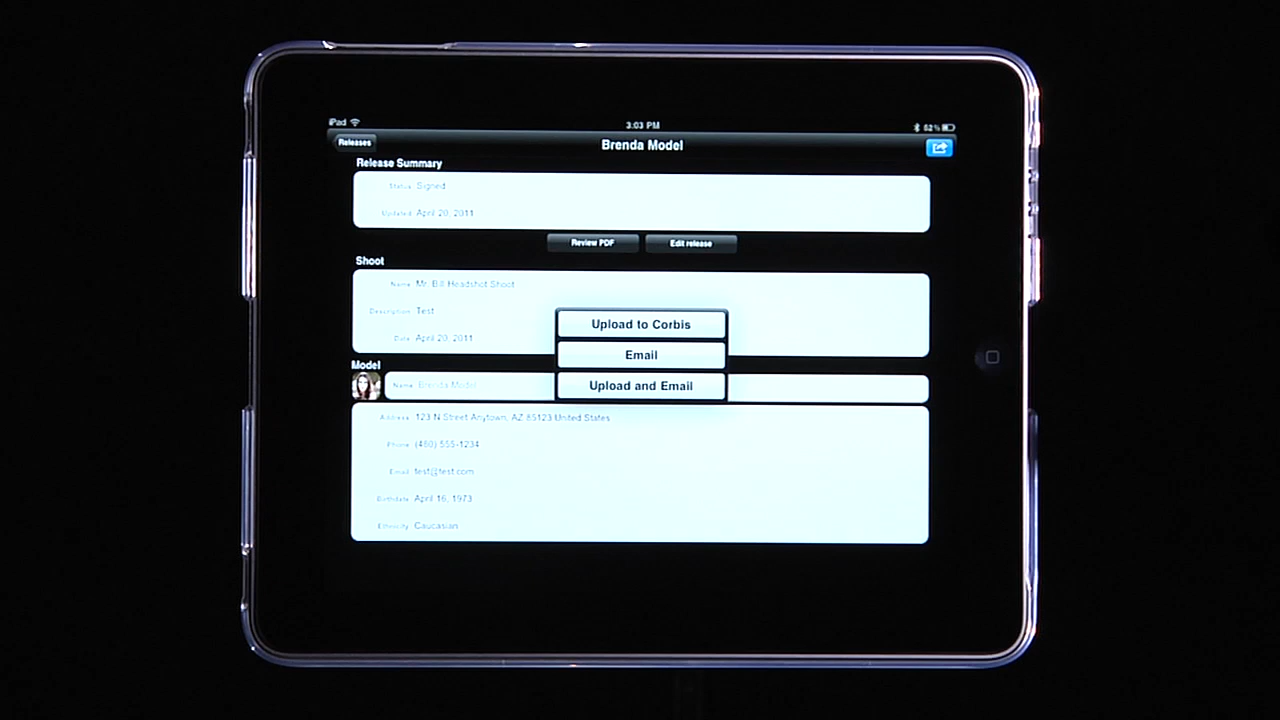 iPad 3:03 PM 52%
Releases Brenda Model
Release Summary
Status Signed
Updated April 20, 2011
Review PDF Edit release
Shoot
Name Mr. Bill Headshot Shoot
Description Test
Date April 20, 2011
Upload to Corbis
Email
Upload and Email
Model
Name Brenda Model
Address 123 N Street Anytown, AZ 85123 United States
Phone (480) 555-1234
Email test@test.com
Birthdate April 16, 1973
Ethnicity Caucasian